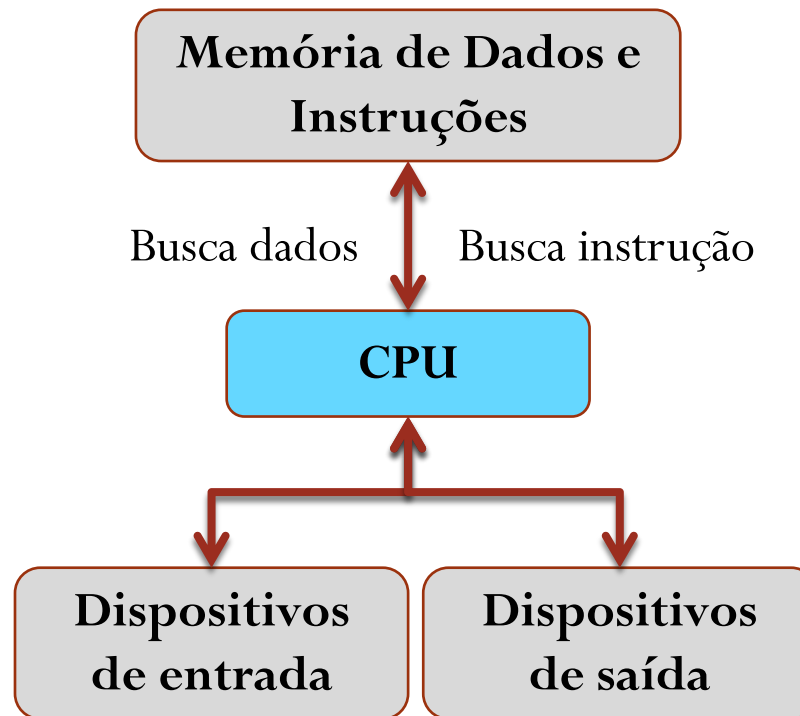 Memória de Dados e
Instruções
Busca dados
Busca instrução
CPU
Dispositivos
de entrada
Dispositivos
de saída